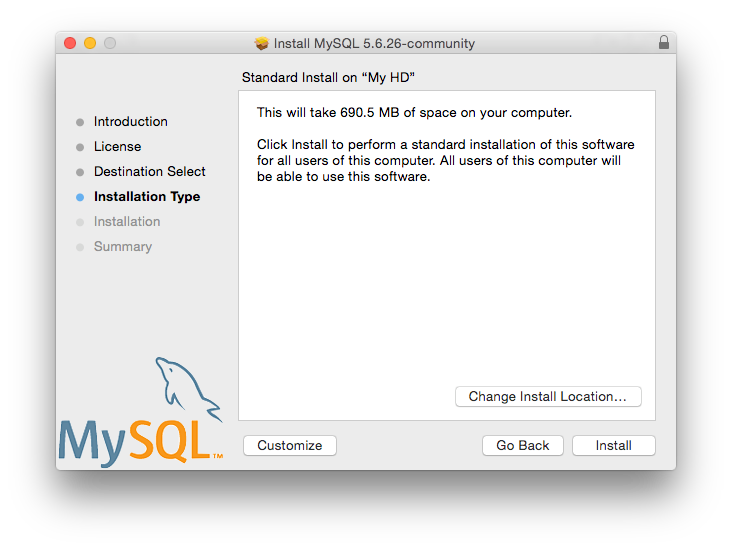 Install MySQL 5.6.26-community
Standard Install on “My HD”
Introduction
License
Destination Select
Installation Type
Installation
Summary
This will take 690.5 MB of space on your computer.
Click Install to perform a standard installation of this software
for all users of this computer. All users of this computer will
be able to use this software.
Change Install Location...
MySQL™
Customize
Go Back
Install